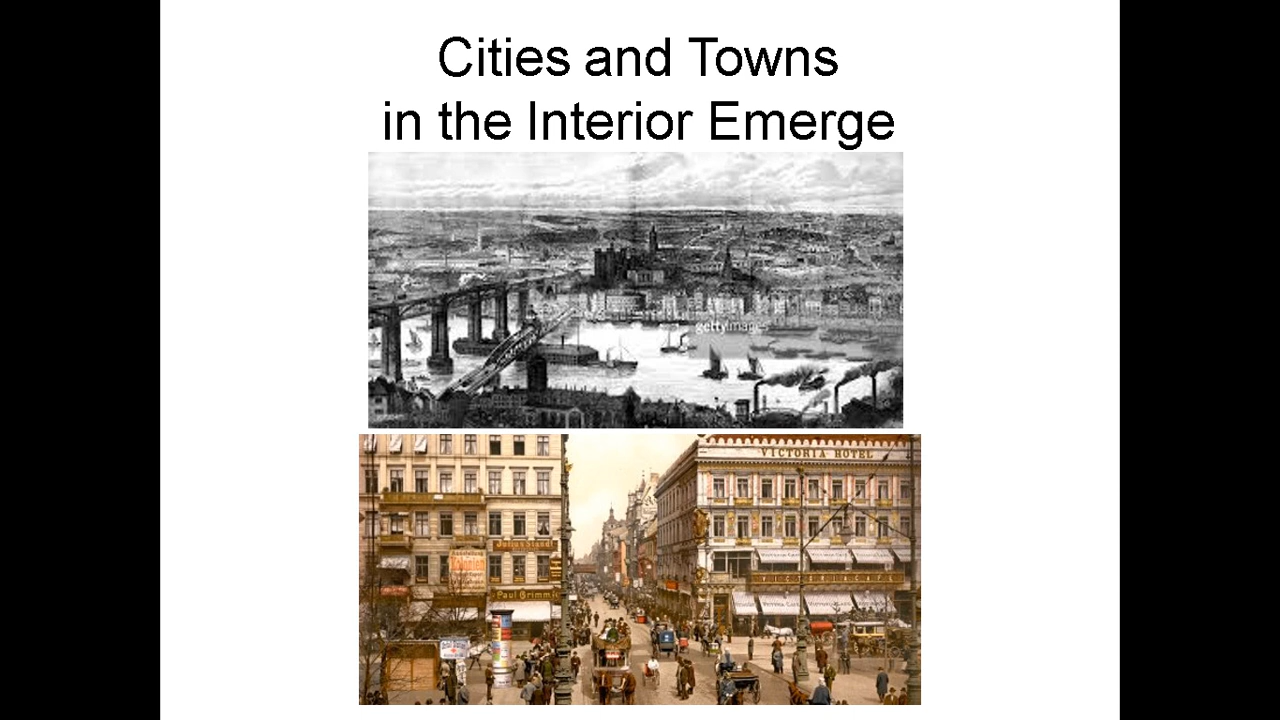 Cities and Towns
in the Interior Emerge
gettyimages
VICTORIA HOTEL
Paul Grimm